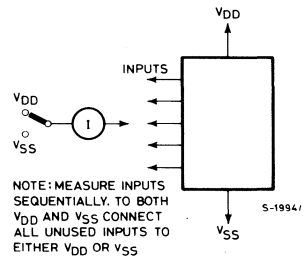 VDD
INPUTS
VDD
I
VSS
NOTE: MEASURE INPUTS
SEQUENTIALLY. TO BOTH
VDD AND VSS CONNECT
ALL UNUSED INPUTS TO
EITHER VDD OR VSS
VSS
S-1994/